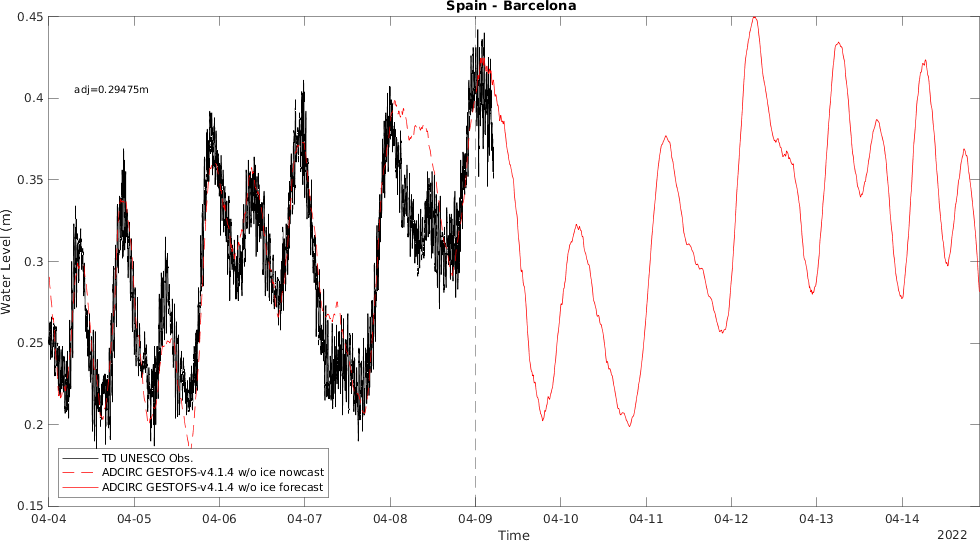 Spain - Barcelona
adj=0.29475m
Water Level (m)
0.45
0.4
0.35
0.3
0.25
0.2
0.15
TD UNESCO Obs.
ADCIRC GESTOFS-v4.1.4 w/o ice nowcast
ADCIRC GESTOFS-v4.1.4 w/o ice forecast
04-04 04-05 04-06 04-07 04-08 04-09 04-10 04-11 04-12 04-13 04-14
Time
2022